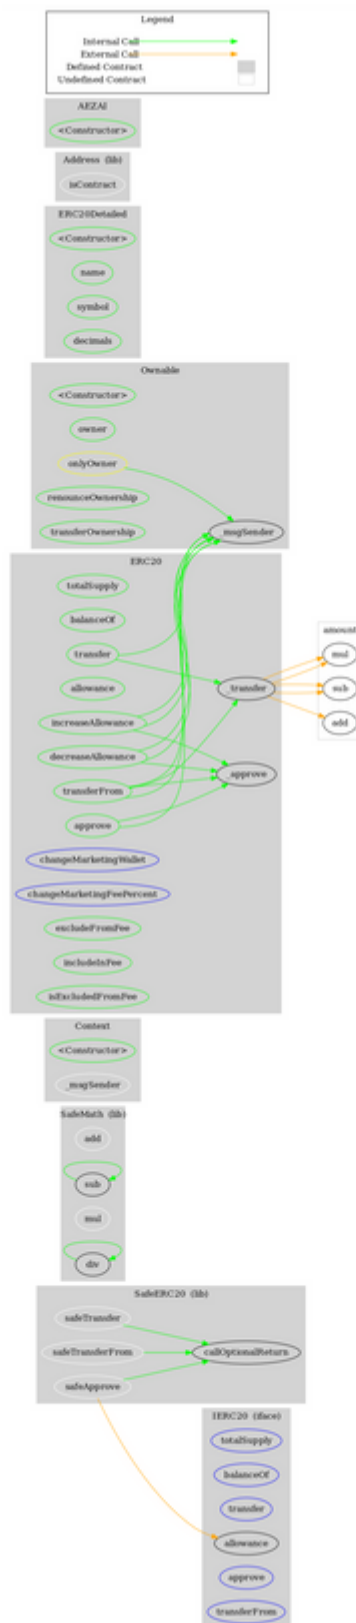 Legend
Internal Call
External Call
Defined Contract
Undefined Contract
AEZAI
<Constructor>
Address (lib)
isContract
ERC20Detailed
<Constructor>
name
symbol
decimals
Ownable
<Constructor>
owner
onlyOwner
renounceOwnership
transferOwnership
_msgSender
ERC20
totalSupply
balanceOf
transfer
allowance
increaseAllowance
decreaseAllowance
transferFrom
approve
changeMarketingWallet
changeMarketingFeePercent
excludeFromFee
includeInFee
isExcludedFromFee
_transfer
_approve
amount
mul
sub
add
Context
<Constructor>
_msgSender
SafeMath (lib)
add
sub
mul
div
SafeERC20 (lib)
safeTransfer
safeTransferFrom
safeApprove
callOptionalReturn
IERC20 (iface)
totalSupply
balanceOf
transfer
allowance
approve
transferFrom